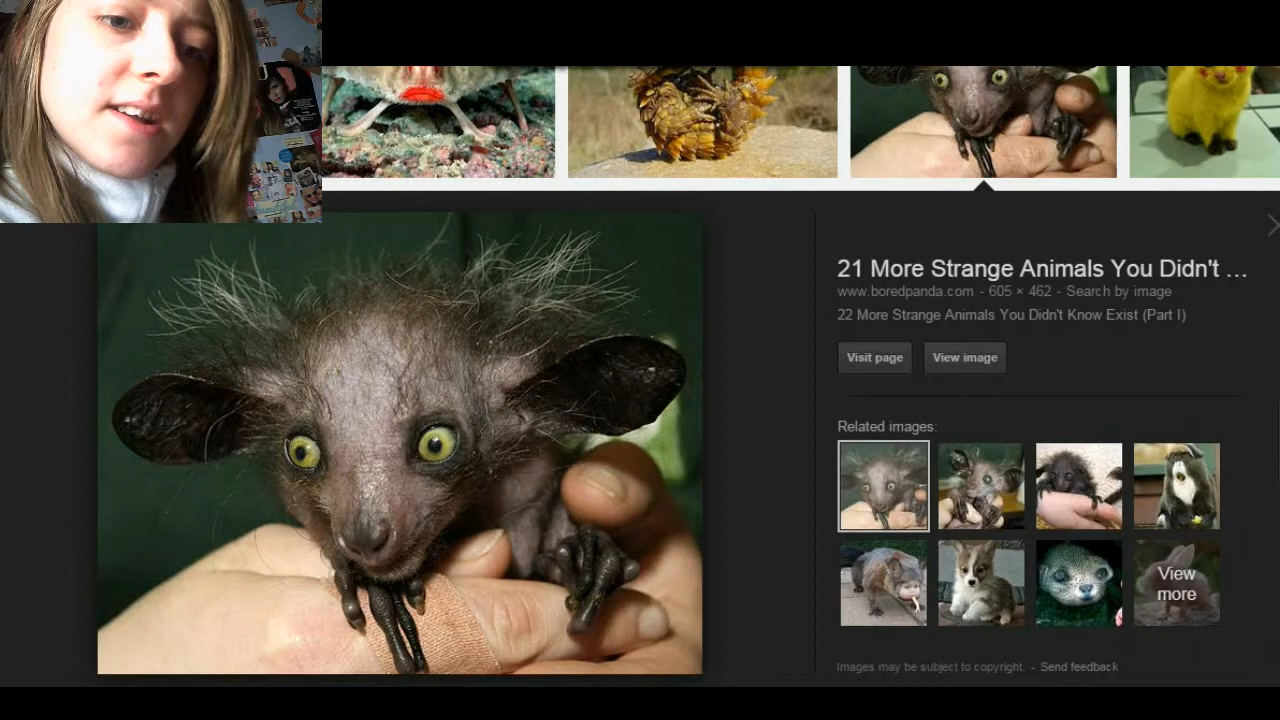 21 More Strange Animals You Didn't ...
www.boredpanda.com - 605 × 462 - Search by image
22 More Strange Animals You Didn't Know Exist (Part I)
Visit page
View image
Related images:
View
more
Images may be subject to copyright. - Send feedback